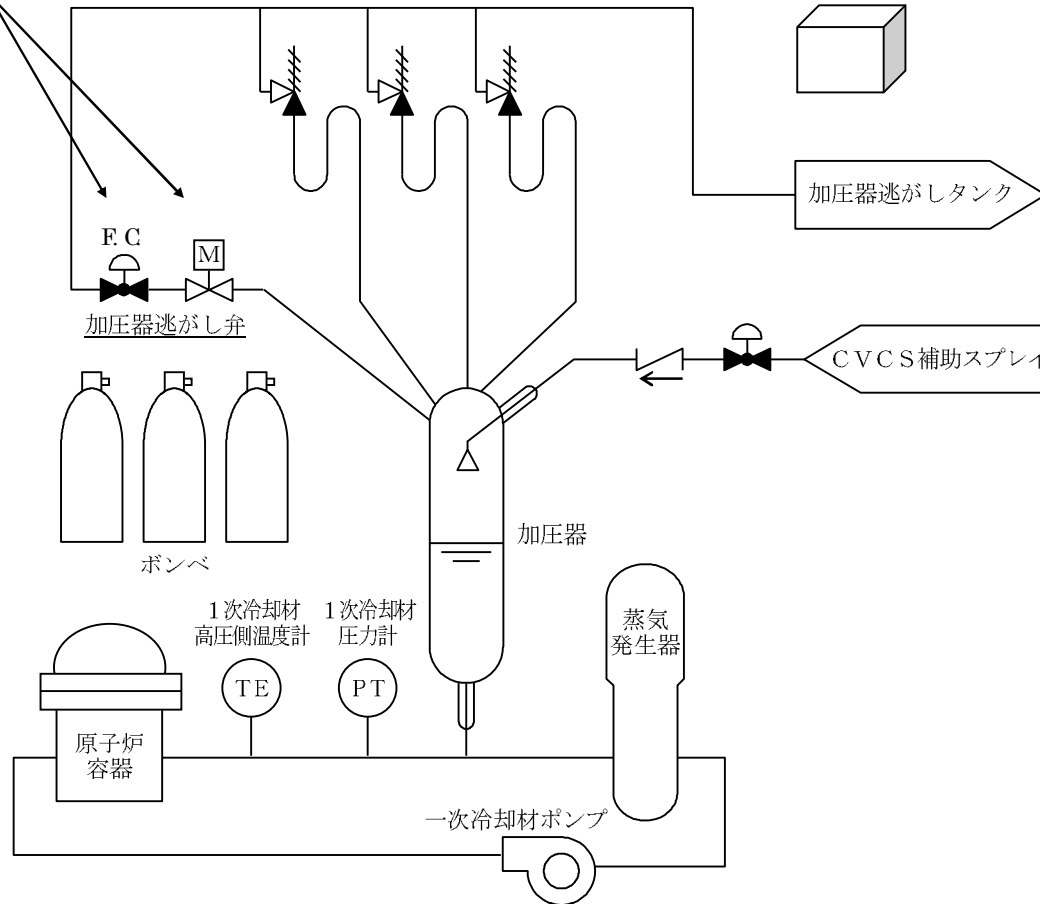 加圧器逃がしタンク
F.C
M
加圧器逃がし弁
CVCS補助スプレイ
加圧器
ボンベ
1次冷却材
高圧側温度計
1次冷却材
圧力計
蒸気
発生器
TE
PT
原子炉
容器
一次冷却材ポンプ